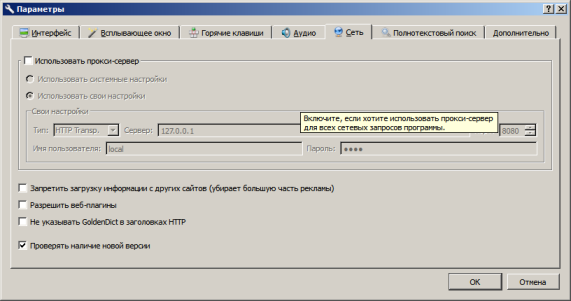 Параметры
Интерфейс Всплывающее окно Горячие клавиши Аудио Сеть Полнотекстовый поиск Дополнительно
Использовать прокси-сервер
Использовать системные настройки
Использовать свои настройки
Свои настройки
Включите, если хотите использовать прокси-сервер
для всех сетевых запросов программы.
Тип: HTTP Transp. Сервер: 127.0.0.1 8080
Имя пользователя: local Пароль:
Запретить загрузку информации с других сайтов (убирает большую часть рекламы)
Разрешить веб-плагины
Не указывать GoldenDict в заголовках HTTP
Проверять наличие новой версии
OK Отмена